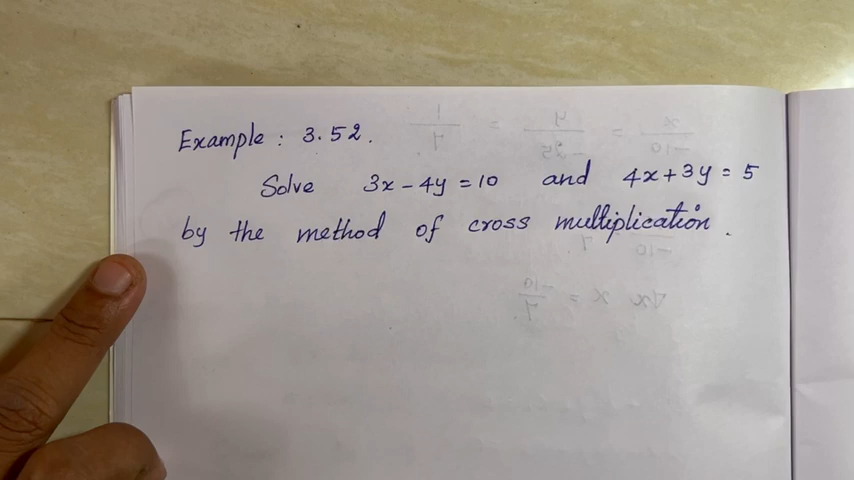 Example : 3.52.
Solve 3x - 4y = 10 and 4x + 3y = 5
by the method of cross multiplication.